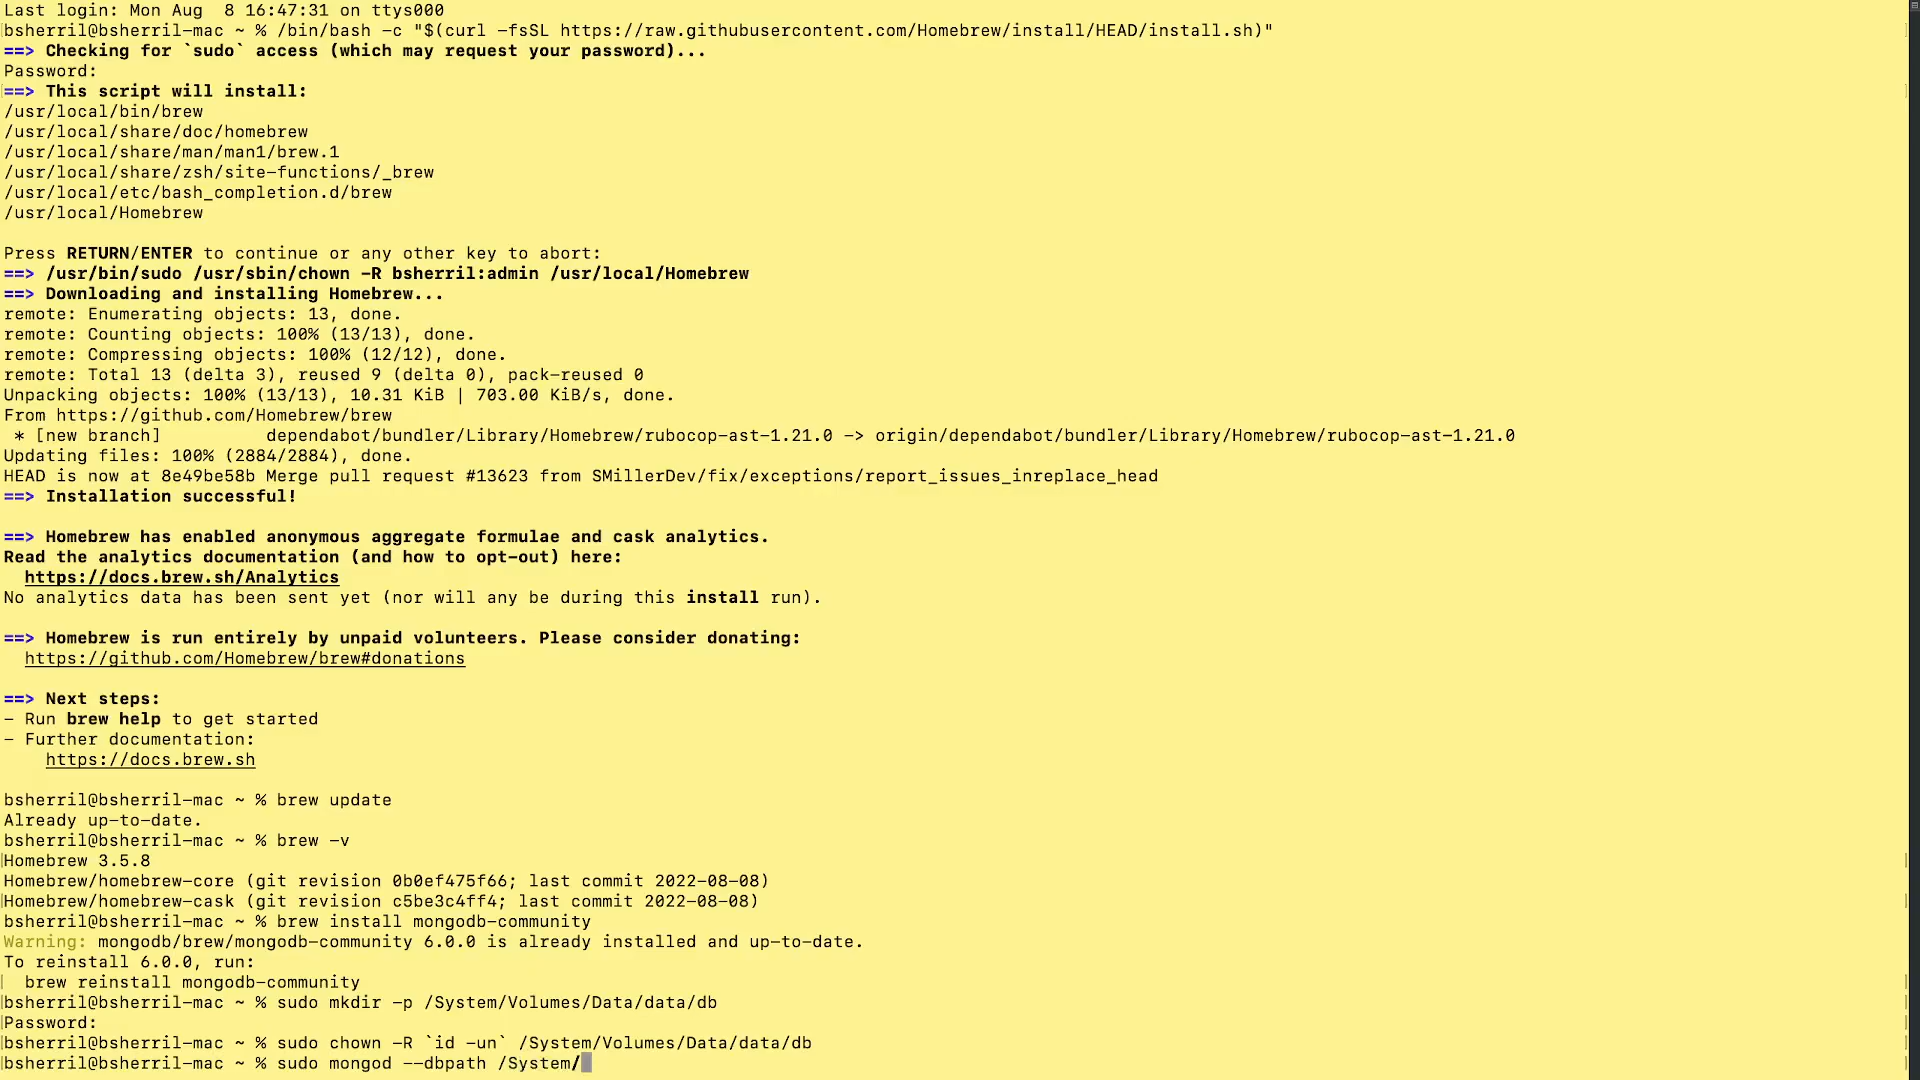 Last login: Mon Aug  8 16:47:31 on ttys000
bsherril@bsherril-mac ~ % /bin/bash -c "$(curl -fsSL https://raw.githubusercontent.com/Homebrew/install/HEAD/install.sh)"
==> Checking for `sudo` access (which may request your password)...
Password:
==> This script will install:
/usr/local/bin/brew
/usr/local/share/doc/homebrew
/usr/local/share/man/man1/brew.1
/usr/local/share/zsh/site-functions/_brew
/usr/local/etc/bash_completion.d/brew
/usr/local/Homebrew

Press RETURN/ENTER to continue or any other key to abort:
==> /usr/bin/sudo /usr/sbin/chown -R bsherril:admin /usr/local/Homebrew
==> Downloading and installing Homebrew...
remote: Enumerating objects: 13, done.
remote: Counting objects: 100% (13/13), done.
remote: Compressing objects: 100% (12/12), done.
remote: Total 13 (delta 3), reused 9 (delta 0), pack-reused 0
Unpacking objects: 100% (13/13), 10.31 KiB | 703.00 KiB/s, done.
From https://github.com/Homebrew/brew
 * [new branch]          dependabot/bundler/Library/Homebrew/rubocop-ast-1.21.0 -> origin/dependabot/bundler/Library/Homebrew/rubocop-ast-1.21.0
Updating files: 100% (2884/2884), done.
HEAD is now at 8e49be58b Merge pull request #13623 from SMillerDev/fix/exceptions/report_issues_inreplace_head
==> Installation successful!

==> Homebrew has enabled anonymous aggregate formulae and cask analytics.
Read the analytics documentation (and how to opt-out) here:
  https://docs.brew.sh/Analytics
No analytics data has been sent yet (nor will any be during this install run).

==> Homebrew is run entirely by unpaid volunteers. Please consider donating:
  https://github.com/Homebrew/brew#donations

==> Next steps:
- Run brew help to get started
- Further documentation:
    https://docs.brew.sh

bsherril@bsherril-mac ~ % brew update
Already up-to-date.
bsherril@bsherril-mac ~ % brew -v
Homebrew 3.5.8
Homebrew/homebrew-core (git revision 0b0ef475f66; last commit 2022-08-08)
Homebrew/homebrew-cask (git revision c5be3c4ff4; last commit 2022-08-08)
bsherril@bsherril-mac ~ % brew install mongodb-community
Warning: mongodb/brew/mongodb-community 6.0.0 is already installed and up-to-date.
To reinstall 6.0.0, run:
  brew reinstall mongodb-community
bsherril@bsherril-mac ~ % sudo mkdir -p /System/Volumes/Data/data/db
Password:
bsherril@bsherril-mac ~ % sudo chown -R `id -un` /System/Volumes/Data/data/db
bsherril@bsherril-mac ~ % sudo mongod --dbpath /System/